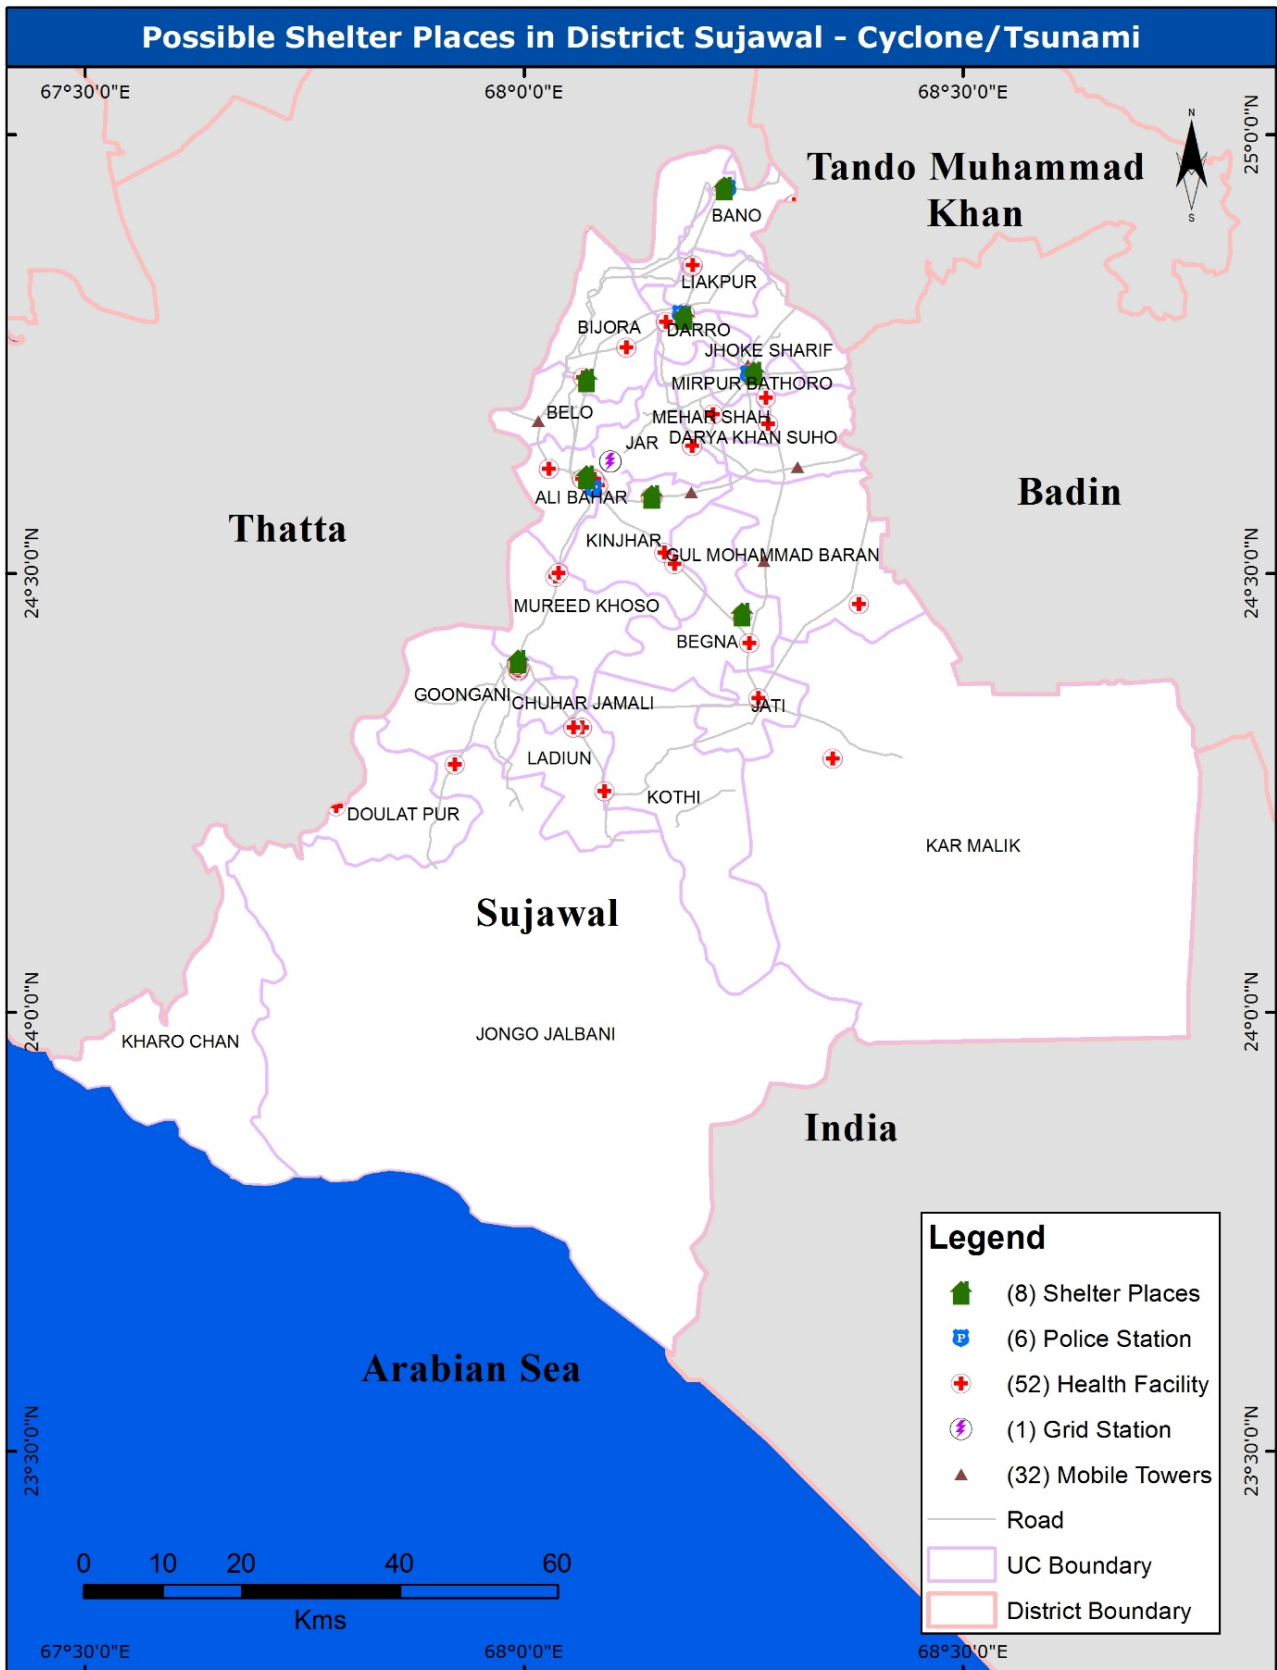 Possible Shelter Places in District Sujawal - Cyclone/Tsunami
67°30'0"E
68°0'0"E
68°30'0"E
25°0'0"N
N
S
Tando Muhammad
Khan
BANO
LIAKPUR
BIJORA
DARRO
JHOKE SHARIF
MIRPUR BATHORO
BELO
MEHAR SHAH
JAR
DARYA KHAN SUHO
ALI BAHAR
Badin
Thatta
KINJHAR
GUL MOHAMMAD BARAN
24°30'0"N
24°30'0"N
MUREED KHOSO
BEGNA
GOONGANI
CHUHAR JAMALI
JATI
LADIUN
KOTHI
DOULAT PUR
KAR MALIK
Sujawal
24°0'0"N
24°0'0"N
KHARO CHAN
JONGO JALBANI
India
Arabian Sea
Legend
(8) Shelter Places
P
(6) Police Station
(52) Health Facility
(1) Grid Station
(32) Mobile Towers
Road
UC Boundary
District Boundary
23°30'0"N
23°30'0"N
0 10 20 40 60
Kms
67°30'0"E
68°0'0"E
68°30'0"E